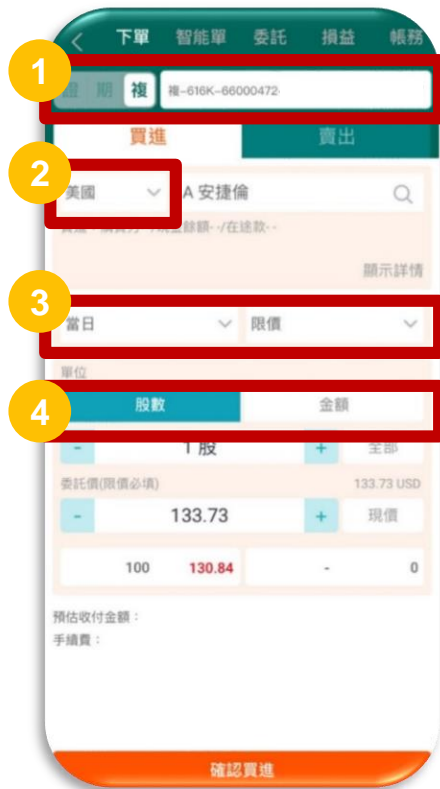 下單 智能單 委託 損益 帳務
1
證 期 複 複-616K-66000472-
買進 賣出
2
美國 A 安捷倫
顯示詳情
3
當日 限價
單位
4
股數 金額
- 1 股 + 全部
委託價(限價必填) 133.73 USD
- 133.73 + 現價
100 130.84 - 0
預估收付金額：
手續費：
確認買進